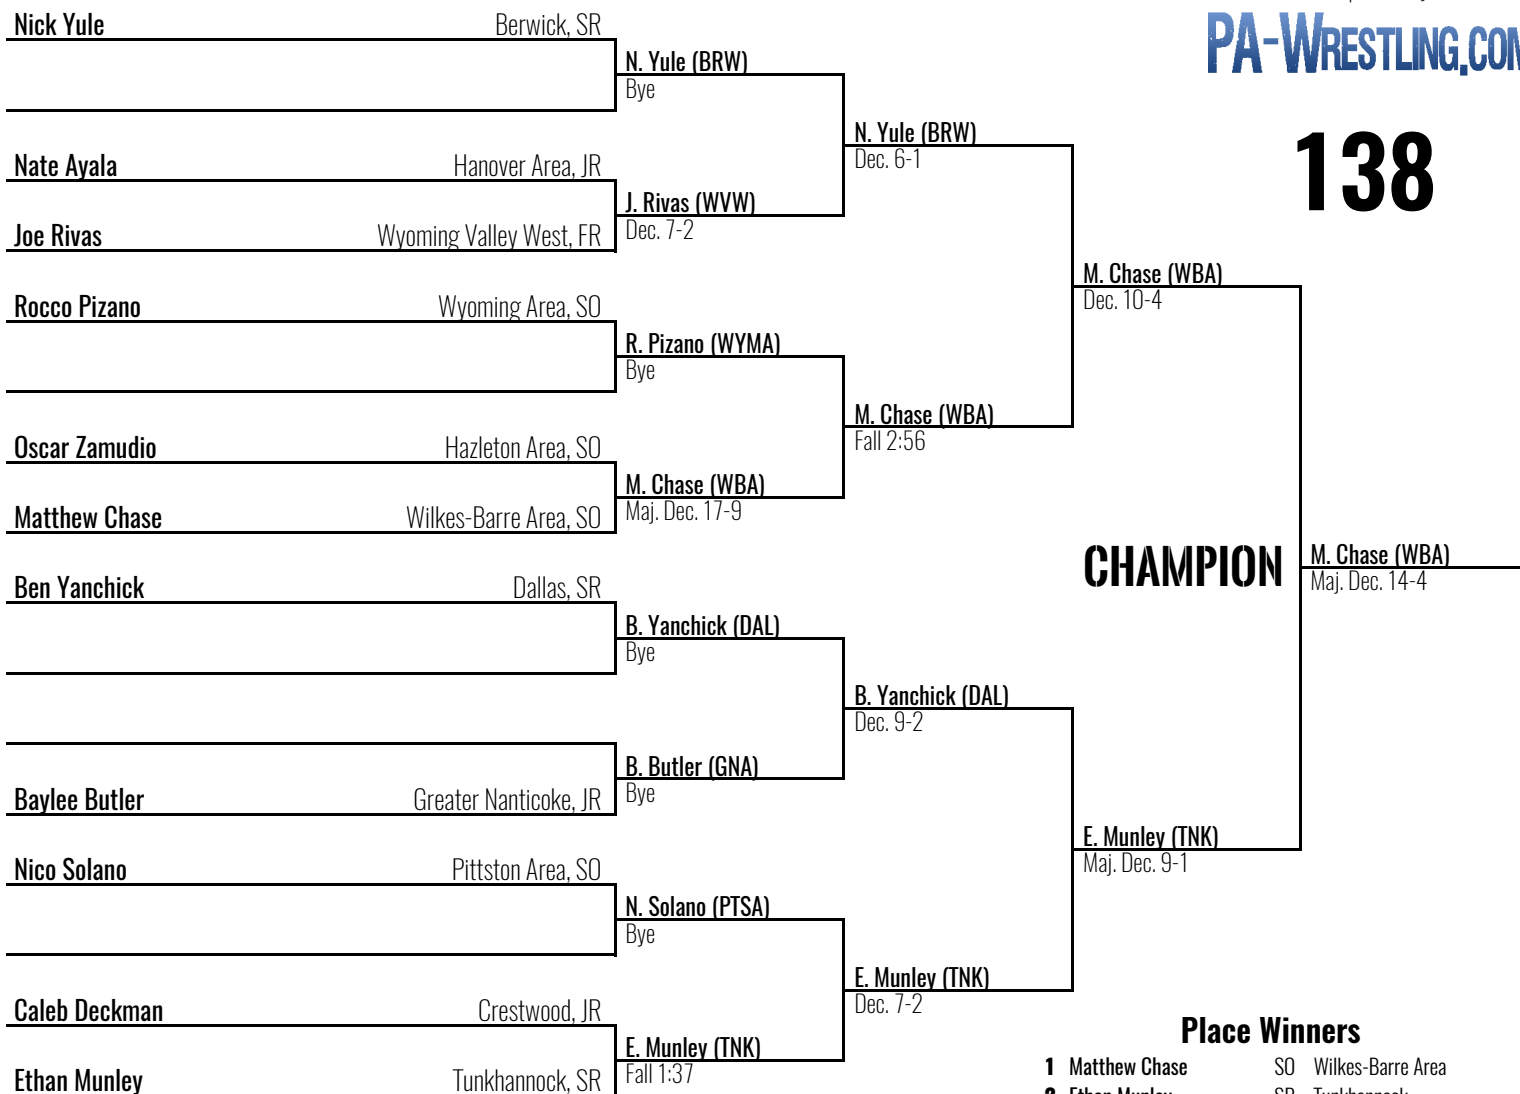 Nick Yule Berwick, SR
N. Yule (BRW)
Bye
N. Yule (BRW)
Dec. 6-1
Nate Ayala Hanover Area, JR
J. Rivas (WVW)
Dec. 7-2
Joe Rivas Wyoming Valley West, FR
PA-WRESTLING.COM
138
M. Chase (WBA)
Dec. 10-4
Rocco Pizano Wyoming Area, SO
R. Pizano (WYMA)
Bye
M. Chase (WBA)
Fall 2:56
Oscar Zamudio Hazleton Area, SO
M. Chase (WBA)
Maj. Dec. 17-9
Matthew Chase Wilkes-Barre Area, SO
CHAMPION
M. Chase (WBA)
Maj. Dec. 14-4
Ben Yanchick Dallas, SR
B. Yanchick (DAL)
Bye
B. Yanchick (DAL)
Dec. 9-2
B. Butler (GNA)
Bye
Baylee Butler Greater Nanticoke, JR
E. Munley (TNK)
Maj. Dec. 9-1
Nico Solano Pittston Area, SO
N. Solano (PTSA)
Bye
E. Munley (TNK)
Dec. 7-2
Caleb Deckman Crestwood, JR
E. Munley (TNK)
Fall 1:37
Ethan Munley Tunkhannock, SR
Place Winners
1 Matthew Chase SO Wilkes-Barre Area
2 Ethan Munley SR Tunkhannock